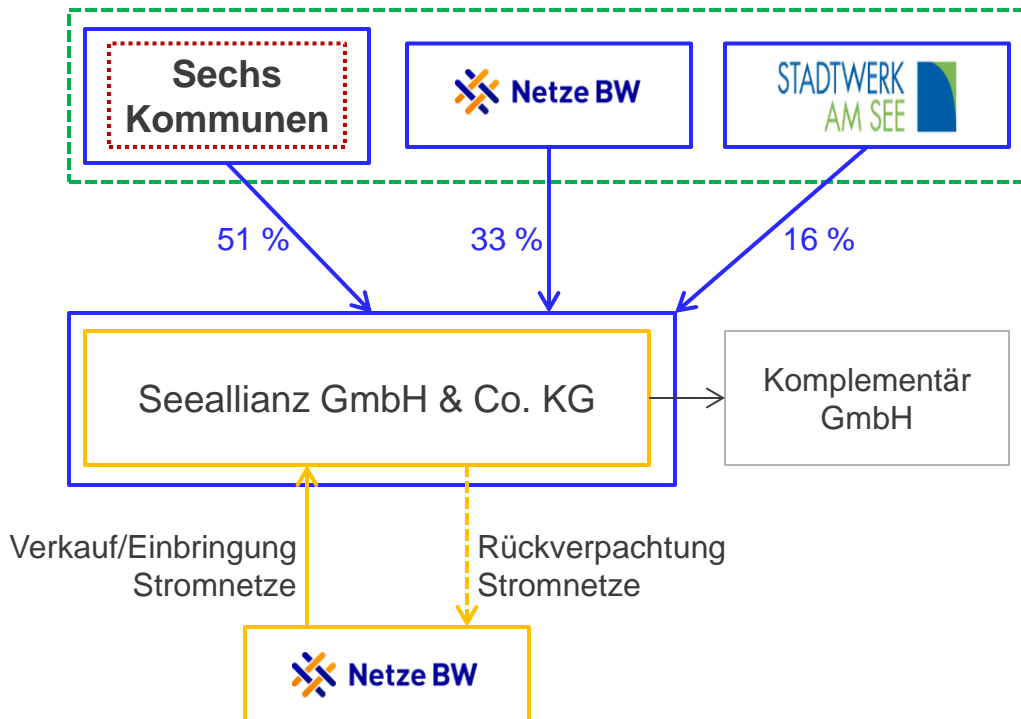 Sechs
Kommunen
Netze BW
STADTWERK
AM SEE
51 %
33 %
16 %
Seeallianz GmbH & Co. KG
Komplementär
GmbH
Verkauf/Einbringung
Stromnetze
Rückverpachtung
Stromnetze
Netze BW